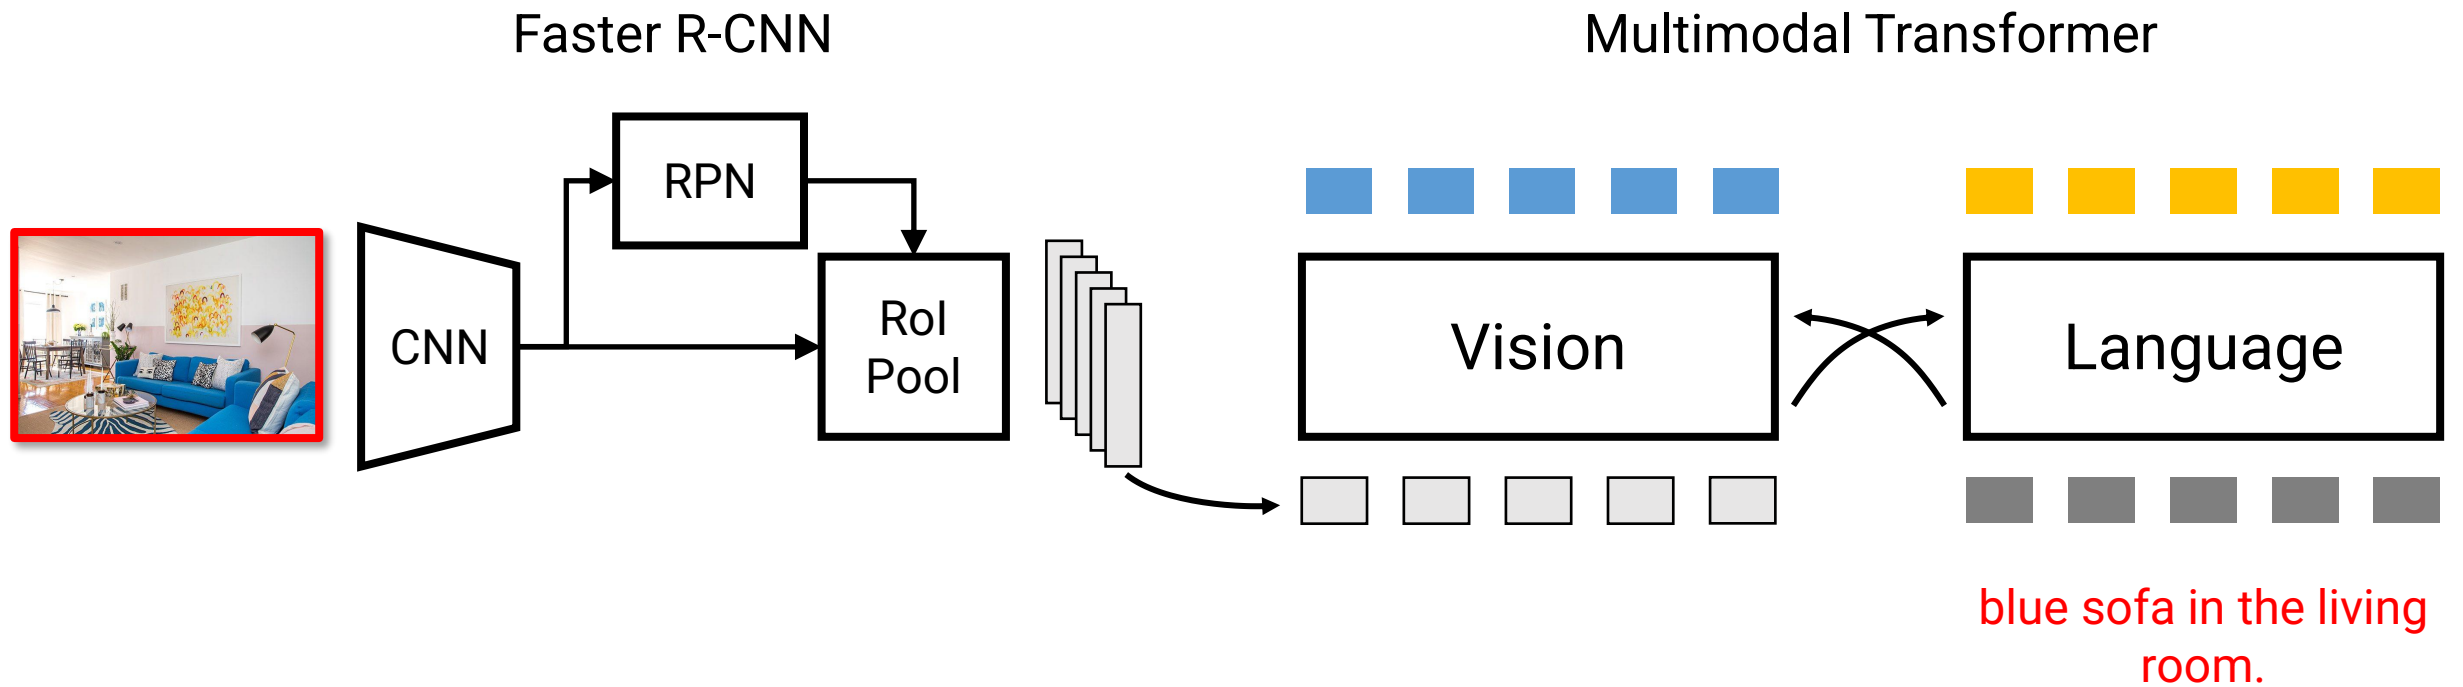 Faster R-CNN
Multimodal Transformer
RPN
CNN
RoI
Pool
Vision
Language
blue sofa in the living
room.